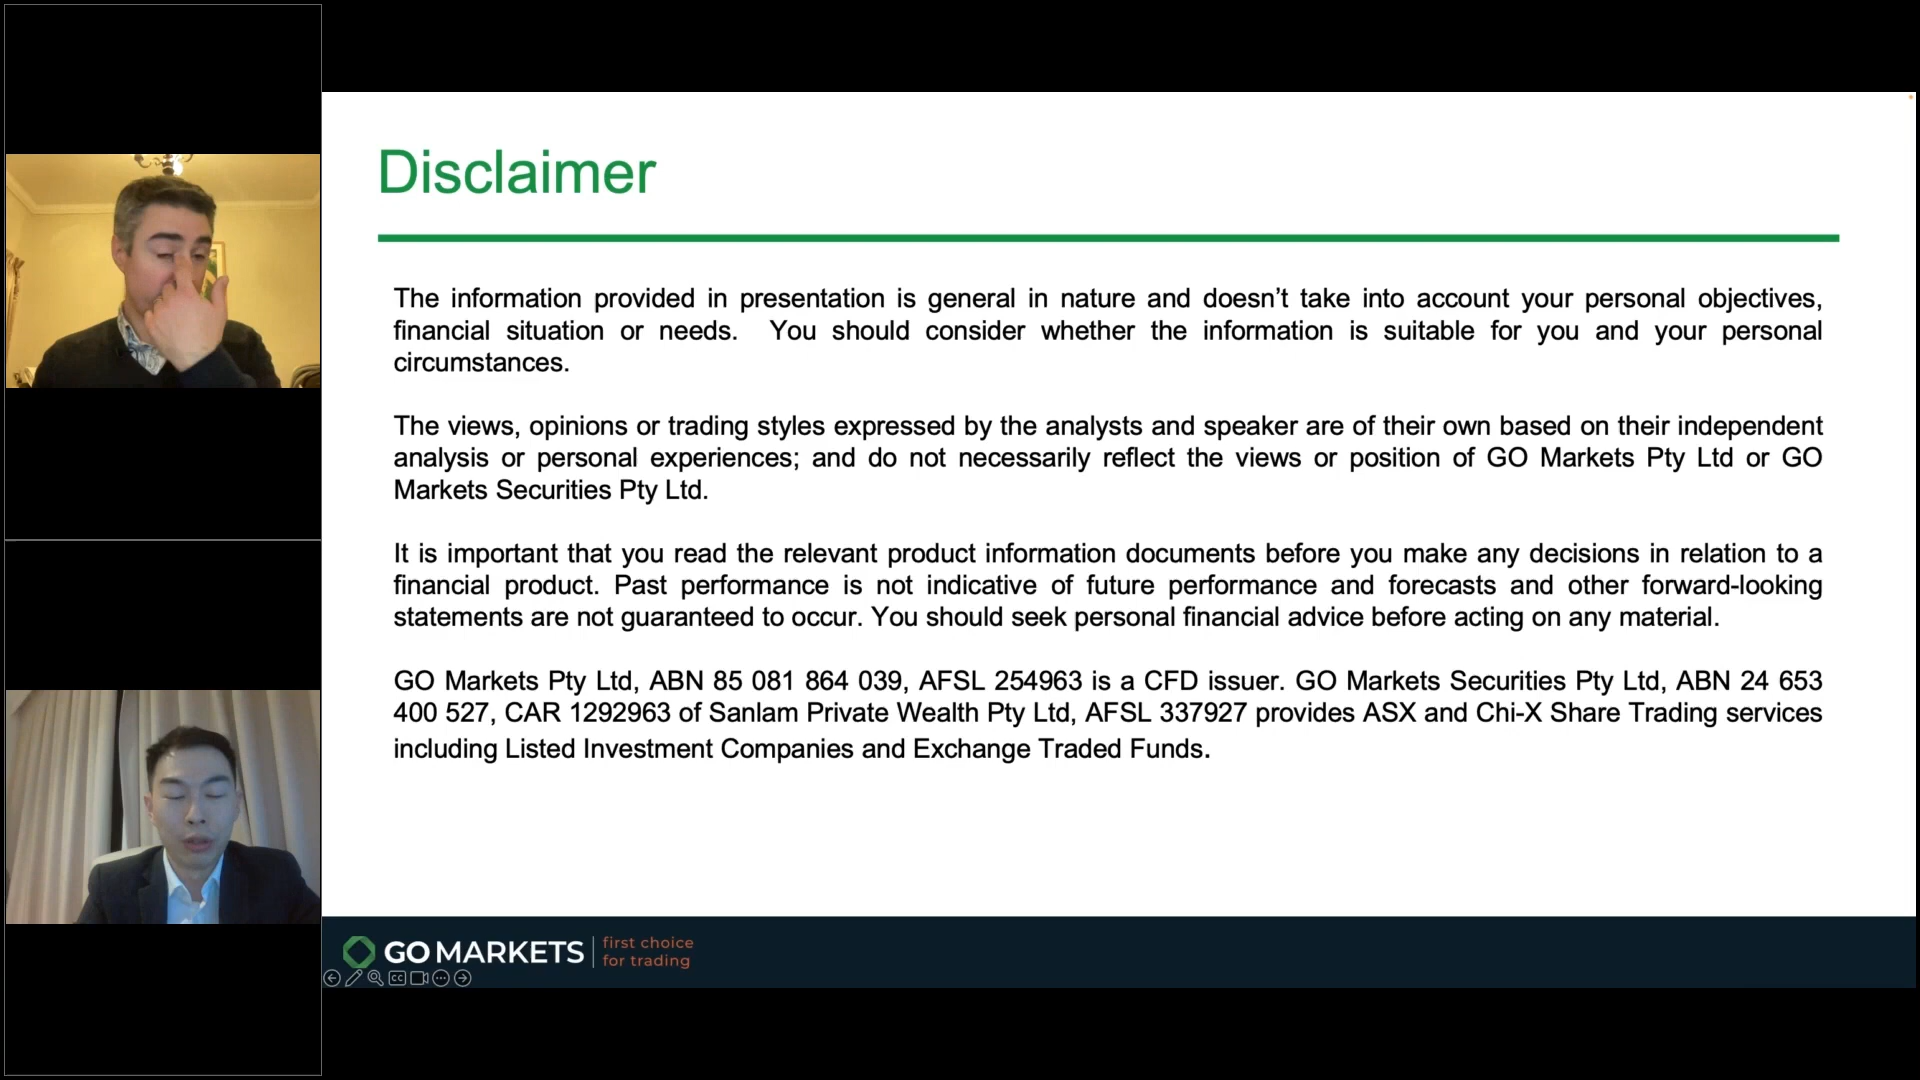 Disclaimer
The information provided in presentation is general in nature and doesn’t take into account your personal objectives,
financial situation or needs.  You should consider whether the information is suitable for you and your personal
circumstances.
The views, opinions or trading styles expressed by the analysts and speaker are of their own based on their independent
analysis or personal experiences; and do not necessarily reflect the views or position of GO Markets Pty Ltd or GO
Markets Securities Pty Ltd.
It is important that you read the relevant product information documents before you make any decisions in relation to a
financial product. Past performance is not indicative of future performance and forecasts and other forward-looking
statements are not guaranteed to occur. You should seek personal financial advice before acting on any material.
GO Markets Pty Ltd, ABN 85 081 864 039, AFSL 254963 is a CFD issuer. GO Markets Securities Pty Ltd, ABN 24 653
400 527, CAR 1292963 of Sanlam Private Wealth Pty Ltd, AFSL 337927 provides ASX and Chi-X Share Trading services
including Listed Investment Companies and Exchange Traded Funds.
GO MARKETS
first choice
for trading
CC